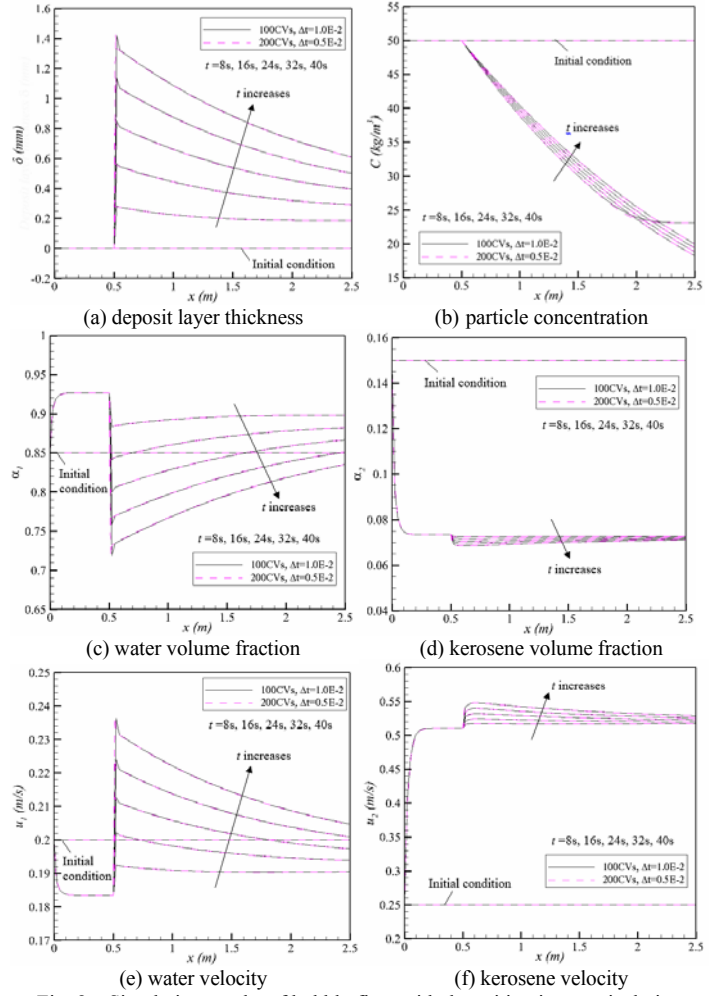 100CVs, Δt=1.0E-2
200CVs, Δt=0.5E-2
t =8s, 16s, 24s, 32s, 40s
t increases
Initial condition
δ (mm)
1.4
1.2
1
0.8
0.6
0.4
0.2
0
-0.2
0 0.5 1 1.5 2 2.5
x (m)
(a) deposit layer thickness
Initial condition
t increases
t =8s, 16s, 24s, 32s, 40s
100CVs, Δt=1.0E-2
200CVs, Δt=0.5E-2
C (kg/m³)
50
45
40
35
30
25
20
15
0 0.5 1 1.5 2 2.5
x (m)
(b) particle concentration
Initial
condition
t increases
t =8s, 16s, 24s, 32s, 40s
100CVs, Δt=1.0E-2
200CVs, Δt=0.5E-2
α1
1
0.95
0.9
0.85
0.8
0.75
0.7
0.65
0 0.5 1 1.5 2 2.5
x (m)
(c) water volume fraction
Initial condition
100CVs, Δt=1.0E-2
200CVs, Δt=0.5E-2
t =8s, 16s, 24s, 32s, 40s
t increases
α2
0.16
0.14
0.12
0.1
0.08
0.06
0.04
0 0.5 1 1.5 2 2.5
x (m)
(d) kerosene volume fraction
100CVs, Δt=1.0E-2
200CVs, Δt=0.5E-2
t =8s, 16s, 24s, 32s, 40s
t increases
Initial
condition
u1 (m/s)
0.25
0.24
0.23
0.22
0.21
0.2
0.19
0.18
0.17
0 0.5 1 1.5 2 2.5
x (m)
(e) water velocity
t increases
t =8s, 16s, 24s, 32s, 40s
100CVs, Δt=1.0E-2
200CVs, Δt=0.5E-2
Initial condition
u2 (m/s)
0.6
0.55
0.5
0.45
0.4
0.35
0.3
0.25
0.2
0 0.5 1 1.5 2 2.5
x (m)
(f) kerosene velocity